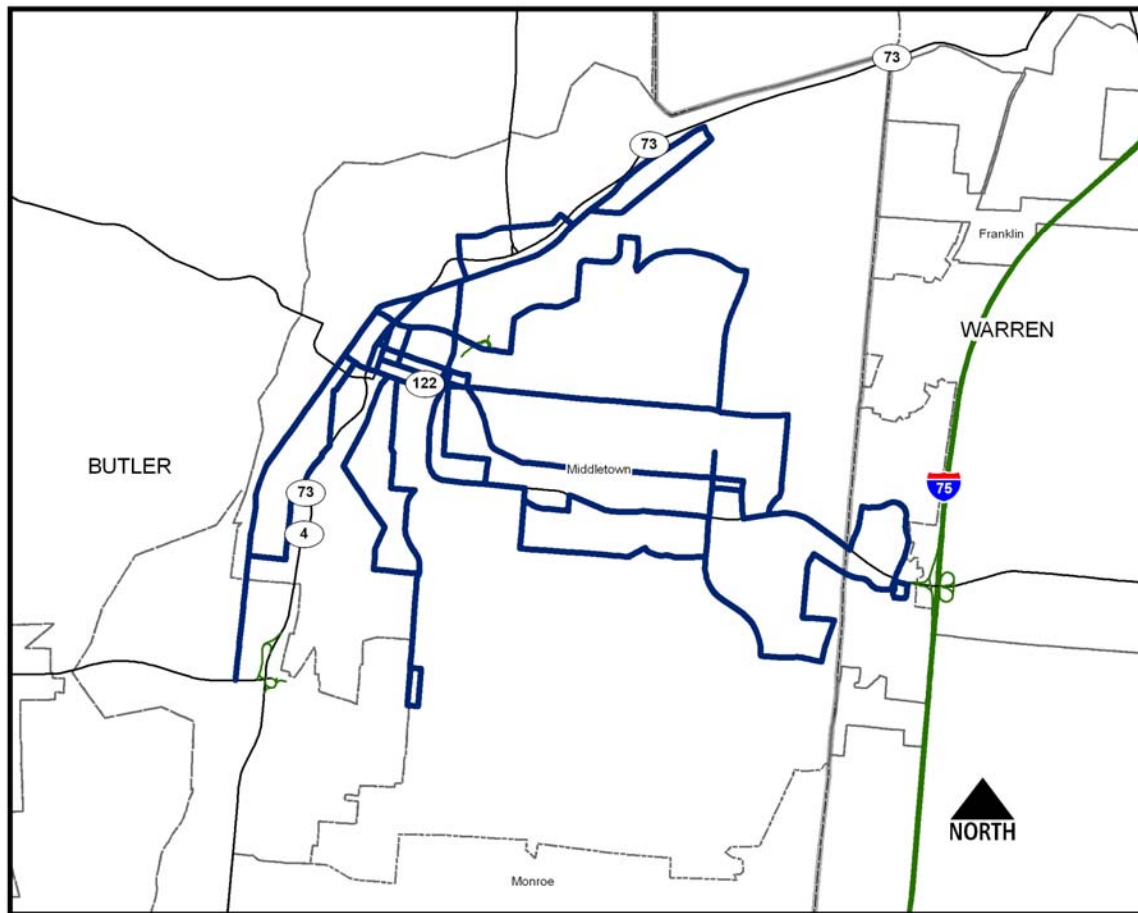 73
73
Franklin
WARREN
122
BUTLER
Middletown
75
73
4
NORTH
Monroe